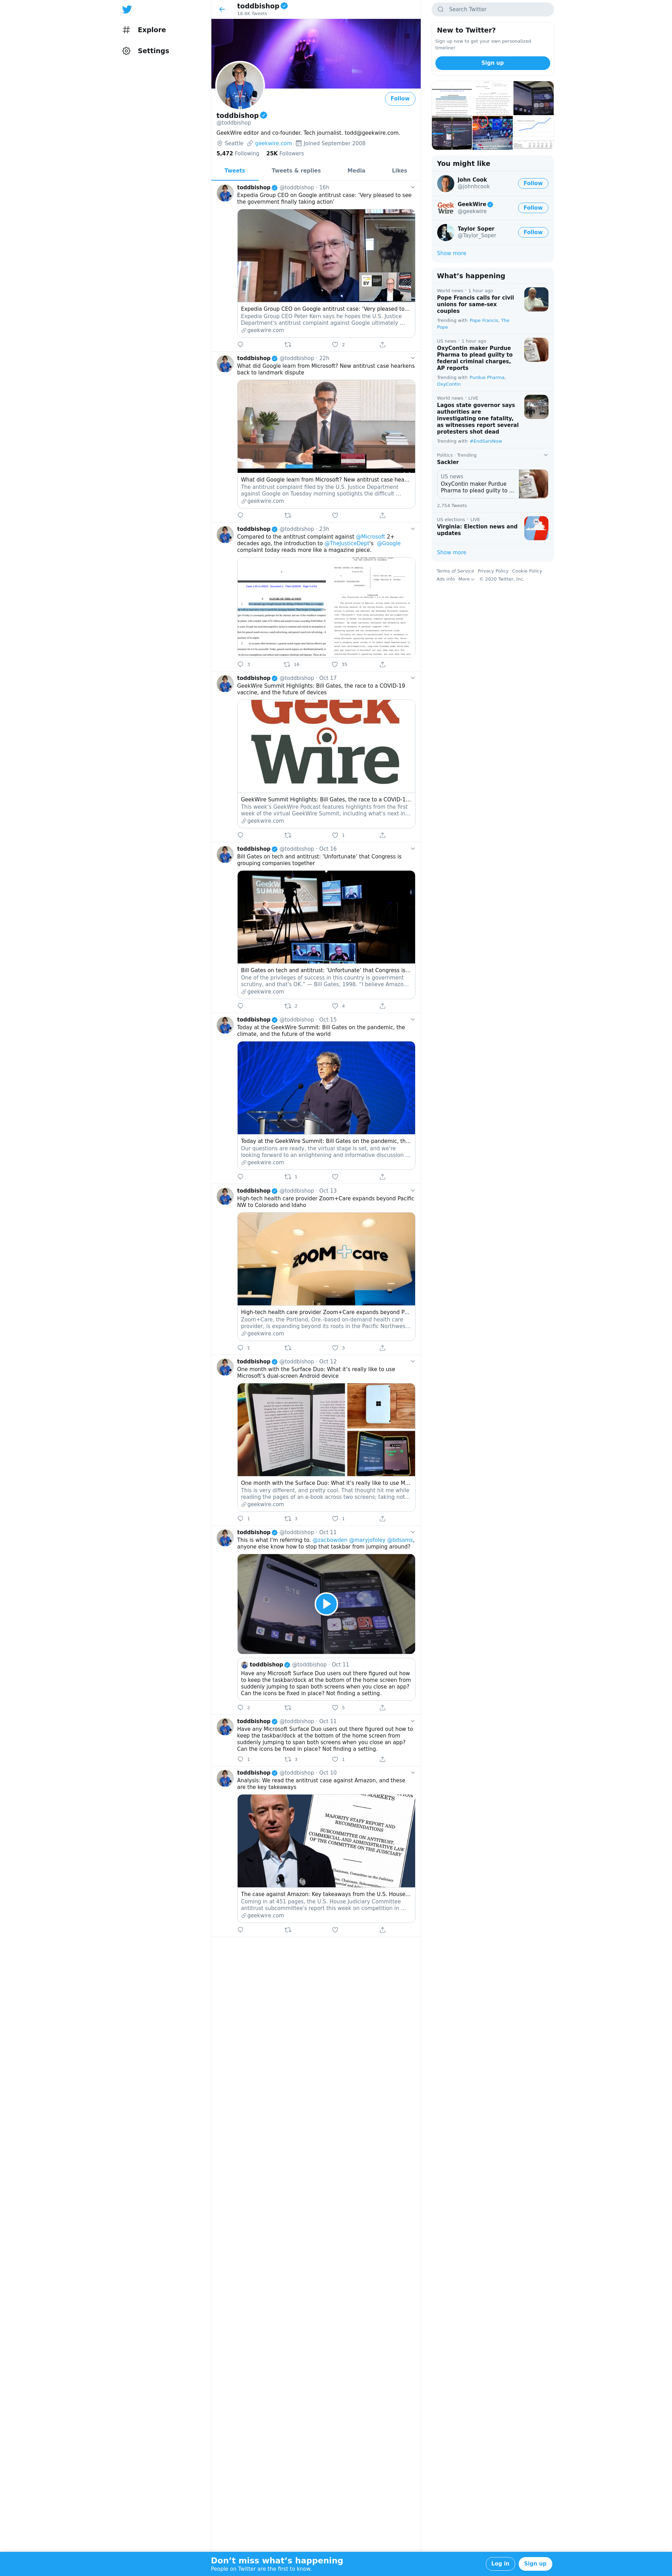 Explore
Settings
toddbishop
18.8K Tweets
Follow
toddbishop
@toddbishop
GeekWire editor and co-founder. Tech journalist. todd@geekwire.com.
Seattle geekwire.com Joined September 2008
5,472 Following 25K Followers
Tweets Tweets & replies Media Likes
toddbishop @toddbishop · 16h
Expedia Group CEO on Google antitrust case: ‘Very pleased to see
the government finally taking action’
Expedia Group CEO on Google antitrust case: ‘Very pleased to...
Expedia Group CEO Peter Kern says he hopes the U.S. Justice
Department’s antitrust complaint against Google ultimately ...
geekwire.com
2
toddbishop @toddbishop · 22h
What did Google learn from Microsoft? New antitrust case hearkens
back to landmark dispute
What did Google learn from Microsoft? New antitrust case hea...
The antitrust complaint filed by the U.S. Justice Department
against Google on Tuesday morning spotlights the difficult ...
geekwire.com
toddbishop @toddbishop · 23h
Compared to the antitrust complaint against @Microsoft 2+
decades ago, the introduction to @TheJusticeDept's @Google
complaint today reads more like a magazine piece.
3 16 35
toddbishop @toddbishop · Oct 17
GeekWire Summit Highlights: Bill Gates, the race to a COVID-19
vaccine, and the future of devices
Geek
Wire
GeekWire Summit Highlights: Bill Gates, the race to a COVID-1...
This week’s GeekWire Podcast features highlights from the first
week of the virtual GeekWire Summit, including what’s next in...
geekwire.com
1
toddbishop @toddbishop · Oct 16
Bill Gates on tech and antitrust: ‘Unfortunate’ that Congress is
grouping companies together
Bill Gates on tech and antitrust: ‘Unfortunate’ that Congress is...
One of the privileges of success in this country is government
scrutiny, and that's OK.” — Bill Gates, 1998. “I believe Amazo...
geekwire.com
2 4
toddbishop @toddbishop · Oct 15
Today at the GeekWire Summit: Bill Gates on the pandemic, the
climate, and the future of the world
Today at the GeekWire Summit: Bill Gates on the pandemic, th...
Our questions are ready, the virtual stage is set, and we're
looking forward to an enlightening and informative discussion ...
geekwire.com
1
toddbishop @toddbishop · Oct 13
High-tech health care provider Zoom+Care expands beyond Pacific
NW to Colorado and Idaho
ZOOM+care
High-tech health care provider Zoom+Care expands beyond P...
Zoom+Care, the Portland, Ore.-based on-demand health care
provider, is expanding beyond its roots in the Pacific Northwes...
geekwire.com
1 3
toddbishop @toddbishop · Oct 12
One month with the Surface Duo: What it’s really like to use
Microsoft’s dual-screen Android device
One month with the Surface Duo: What it’s really like to use M...
This is very different, and pretty cool. That thought hit me while
reading the pages of an e-book across two screens; taking not...
geekwire.com
1 3 1
toddbishop @toddbishop · Oct 11
This is what I'm referring to. @zacbowden @maryjofoley @bdsams,
anyone else know how to stop that taskbar from jumping around?
toddbishop @toddbishop · Oct 11
Have any Microsoft Surface Duo users out there figured out how
to keep the taskbar/dock at the bottom of the home screen from
suddenly jumping to span both screens when you close an app?
Can the icons be fixed in place? Not finding a setting.
2 5
toddbishop @toddbishop · Oct 11
Have any Microsoft Surface Duo users out there figured out how to
keep the taskbar/dock at the bottom of the home screen from
suddenly jumping to span both screens when you close an app?
Can the icons be fixed in place? Not finding a setting.
1 3 1
toddbishop @toddbishop · Oct 10
Analysis: We read the antitrust case against Amazon, and these
are the key takeaways
MAJORITY STAFF REPORT AND
RECOMMENDATIONS
SUBCOMMITTEE ON ANTITRUST,
COMMERCIAL AND ADMINISTRATIVE LAW
OF THE COMMITTEE ON THE JUDICIARY
The case against Amazon: Key takeaways from the U.S. House...
Coming in at 451 pages, the U.S. House Judiciary Committee
antitrust subcommittee's report this week on competition in ...
geekwire.com
Search Twitter
New to Twitter?
Sign up now to get your own personalized
timeline!
Sign up
You might like
John Cook
@johnhcook
Follow
Geek
Wire
GeekWire
@geekwire
Follow
Taylor Soper
@Taylor_Soper
Follow
Show more
What’s happening
World news · 1 hour ago
Pope Francis calls for civil
unions for same-sex
couples
Trending with Pope Francis, The
Pope
US news · 1 hour ago
OxyContin maker Purdue
Pharma to plead guilty to
federal criminal charges,
AP reports
Trending with Purdue Pharma,
OxyContin
World news · LIVE
Lagos state governor says
authorities are
investigating one fatality,
as witnesses report several
protesters shot dead
Trending with #EndSarsNow
Politics · Trending
Sackler
US news
OxyContin maker Purdue
Pharma to plead guilty to ...
2,754 Tweets
US elections · LIVE
Virginia: Election news and
updates
Show more
Terms of Service Privacy Policy Cookie Policy
Ads info More © 2020 Twitter, Inc.
Don’t miss what’s happening
People on Twitter are the first to know.
Log in
Sign up